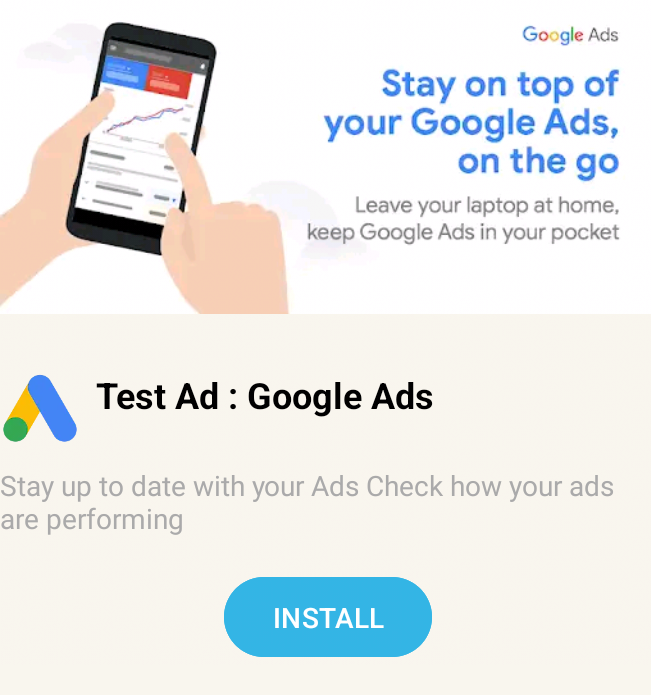 Google Ads
Stay on top of
your Google Ads,
on the go
Leave your laptop at home,
keep Google Ads in your pocket
Test Ad : Google Ads
Stay up to date with your Ads Check how your ads
are performing
INSTALL